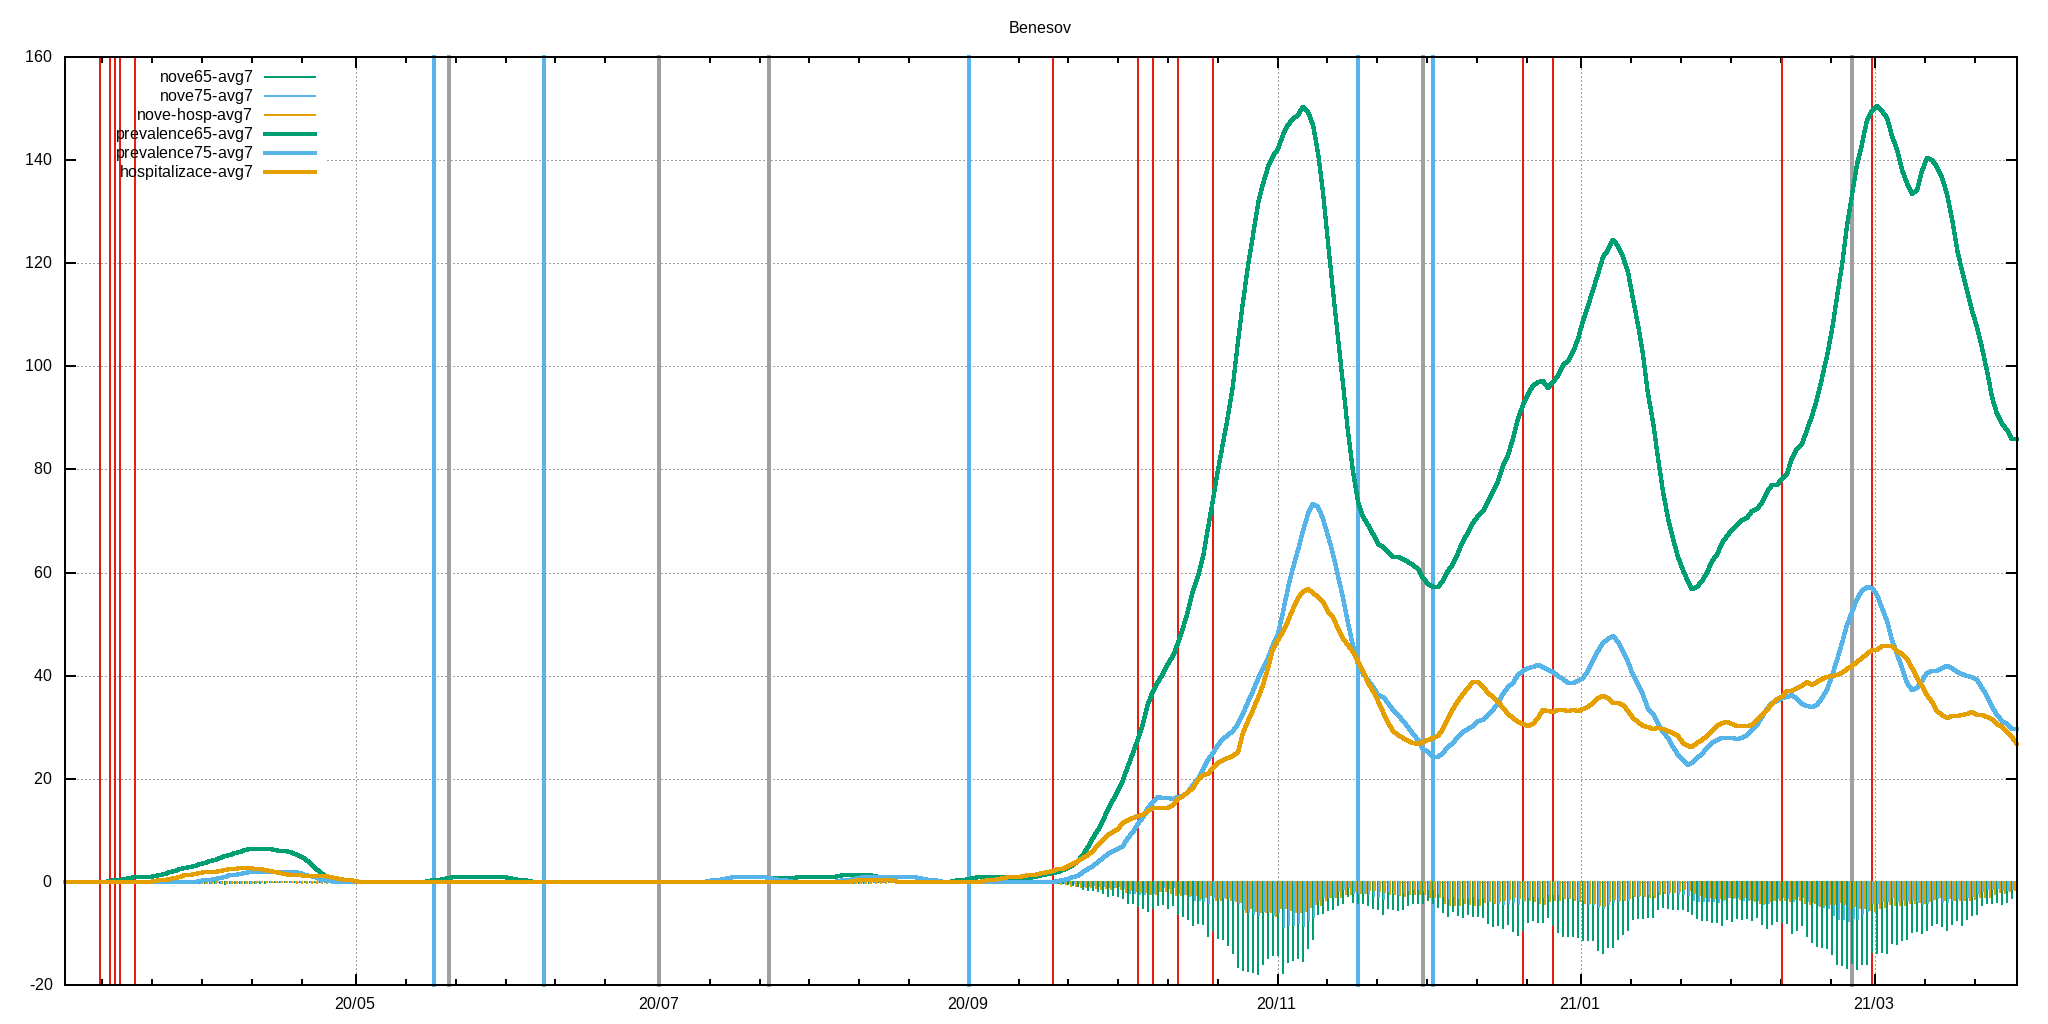 Benesov
160
140
120
100
80
60
40
20
0
-20
nove65-avg7
nove75-avg7
nove-hosp-avg7
prevalence65-avg7
prevalence75-avg7
hospitalizace-avg7
20/05
20/07
20/09
20/11
21/01
21/03